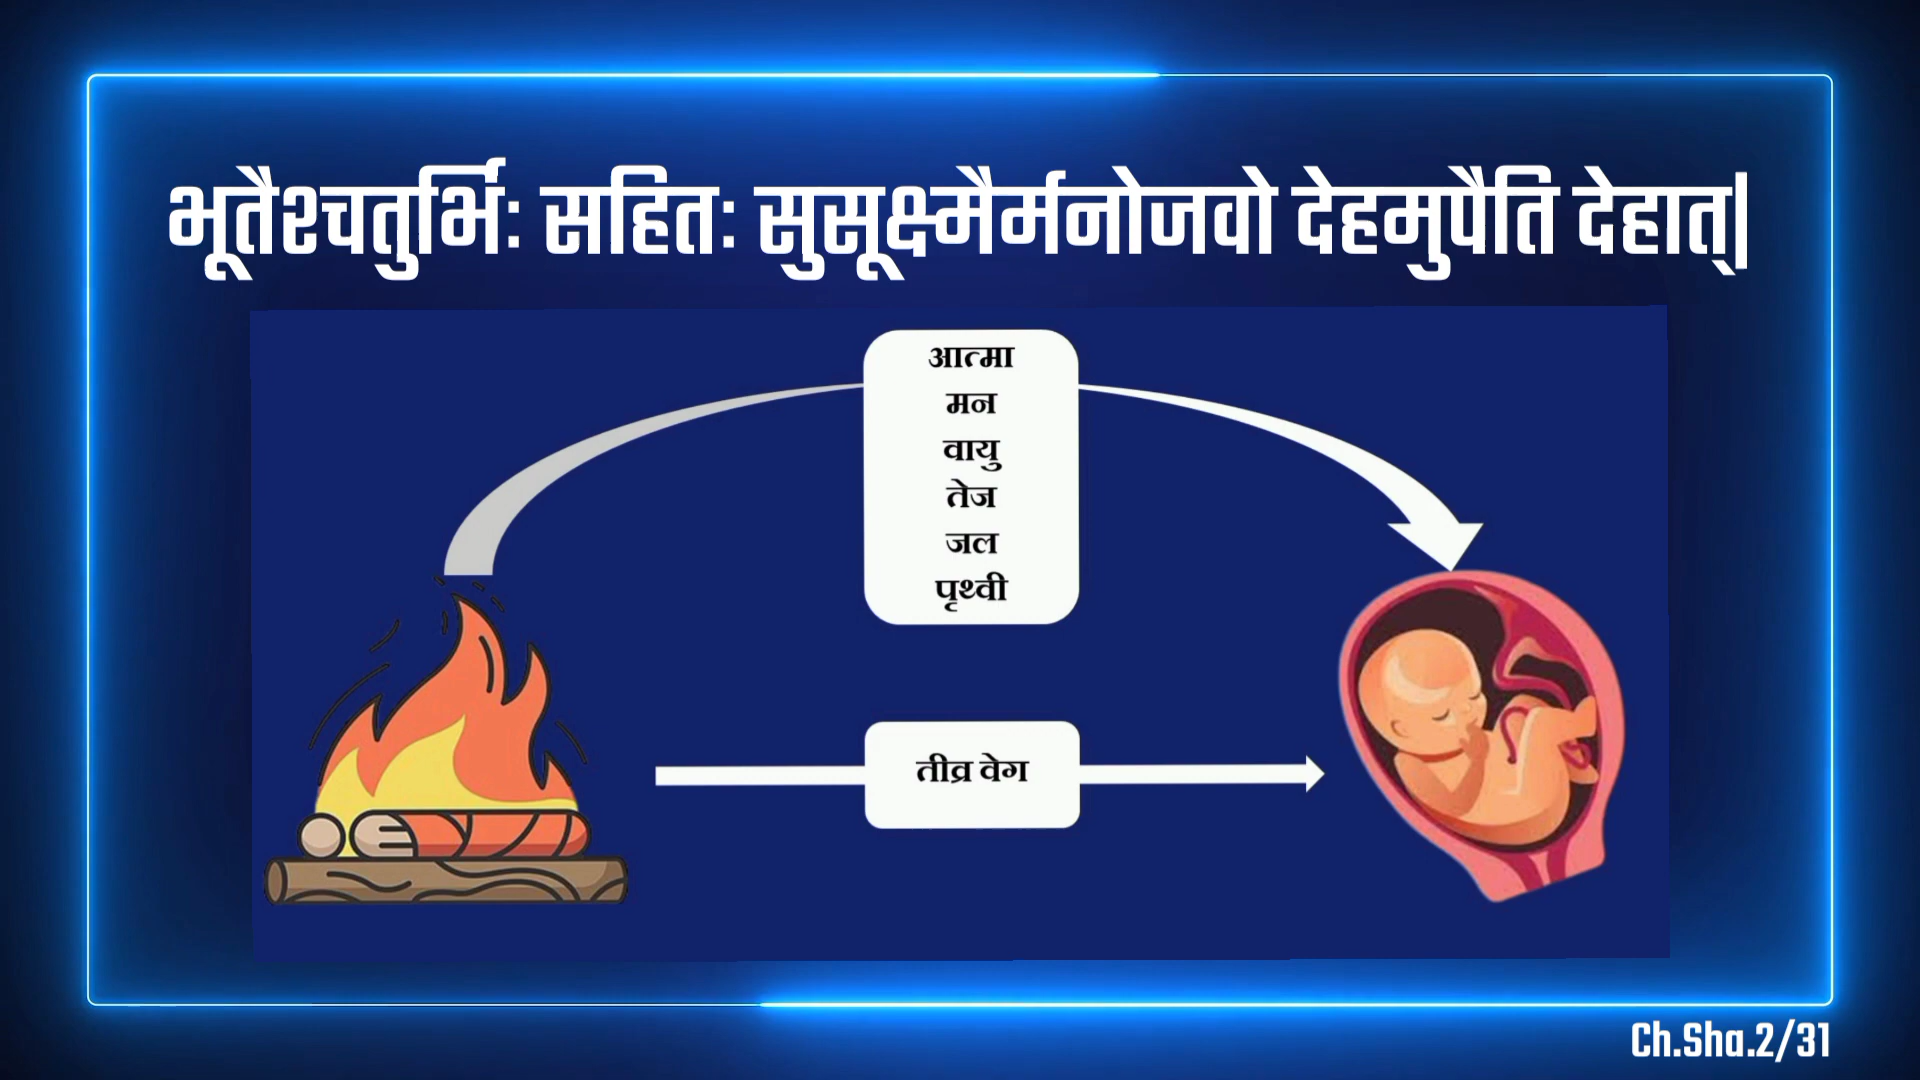 भूतैश्चतुर्भिः सहितः सुसूक्ष्मैर्मनोजवो देहमुपैति देहात्|
आत्मा
मन
वायु
तेज
जल
पृथ्वी
तीव्र वेग
Ch.Sha.2/31